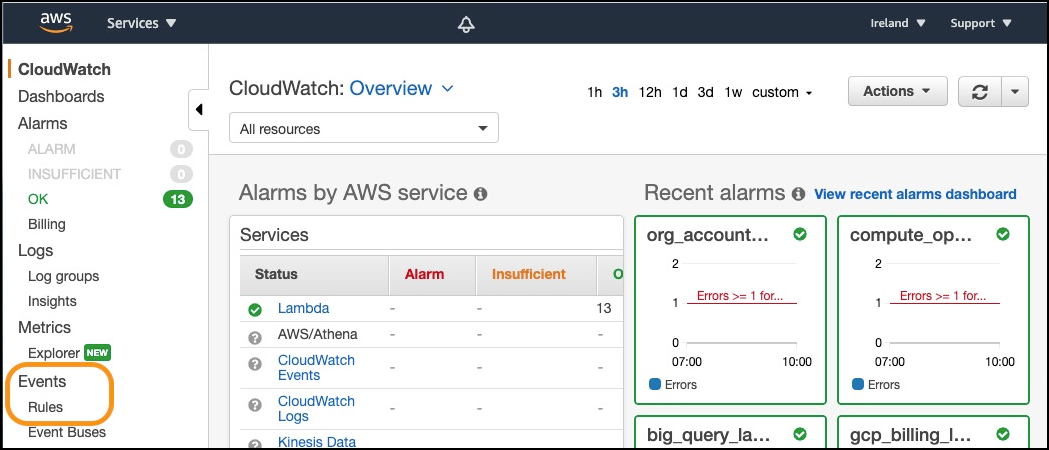 aws
Services
Ireland
Support
CloudWatch
Dashboards
Alarms
ALARM 0
INSUFFICIENT 0
OK 13
Billing
Logs
Log groups
Insights
Metrics
Explorer NEW
Events
Rules
Event Buses
CloudWatch: Overview
1h 3h 12h 1d 3d 1w custom
Actions
All resources
Alarms by AWS service
Services
Status Alarm Insufficient O
Lambda - - 13
AWS/Athena - -
CloudWatch
Events - -
CloudWatch
Logs - -
Kinesis Data
Recent alarms View recent alarms dashboard
org_account...
2
Errors >= 1 for...
1
0
07:00 10:00
Errors
compute_op...
2
Errors >= 1 for...
1
0
07:00 10:00
Errors
big_query_la...
gcp_billing_l...